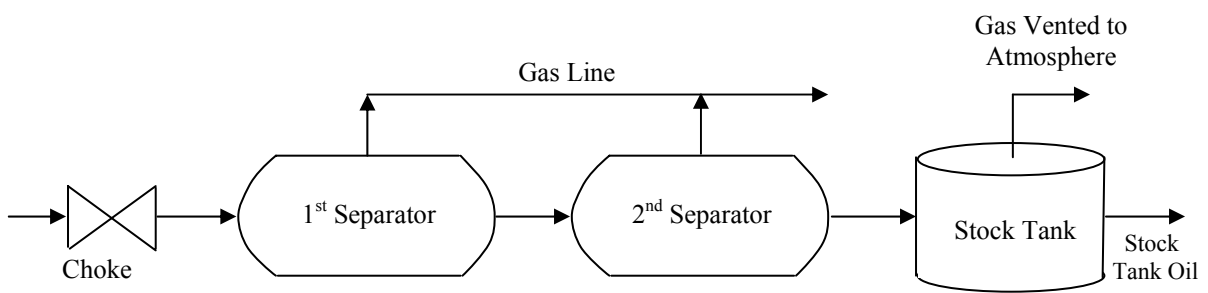 Gas Vented to
Atmosphere
Gas Line
1st Separator
2nd Separator
Stock Tank
Choke
Stock
Tank Oil